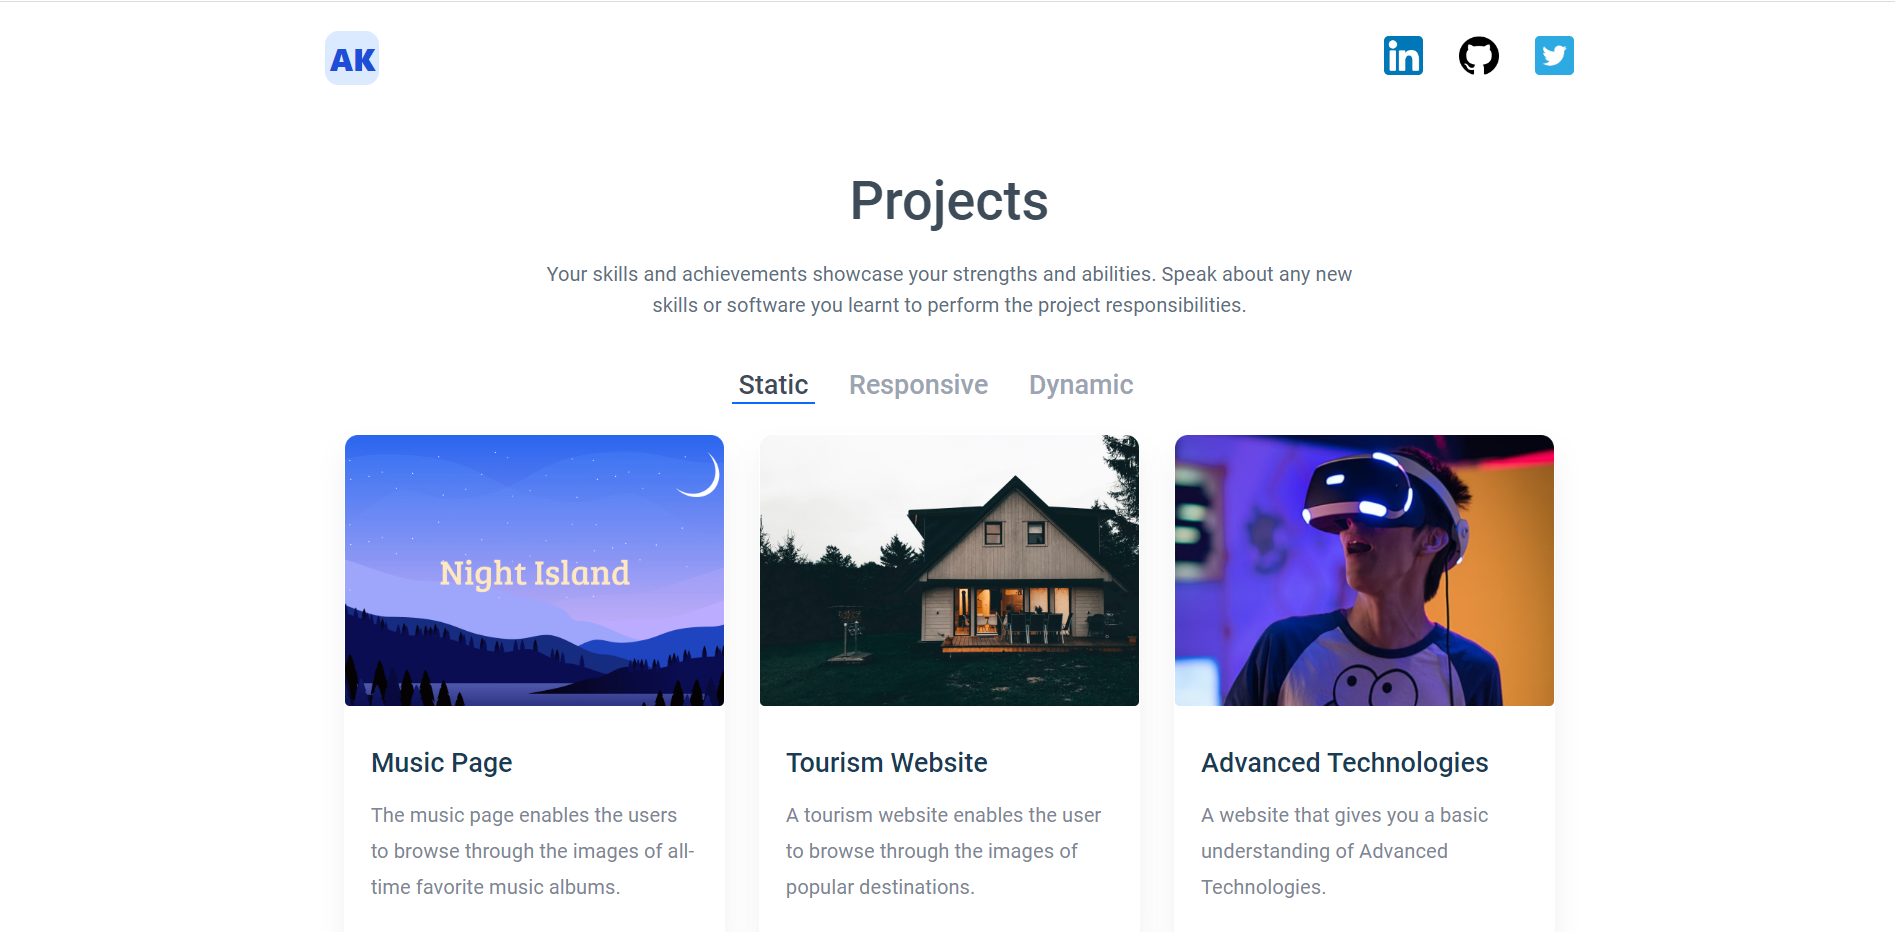 AK
in
Projects
Your skills and achievements showcase your strengths and abilities. Speak about any new
skills or software you learnt to perform the project responsibilities.
Static Responsive Dynamic
Night Island
Music Page
The music page enables the users
to browse through the images of all-
time favorite music albums.
Tourism Website
A tourism website enables the user
to browse through the images of
popular destinations.
Advanced Technologies
A website that gives you a basic
understanding of Advanced
Technologies.